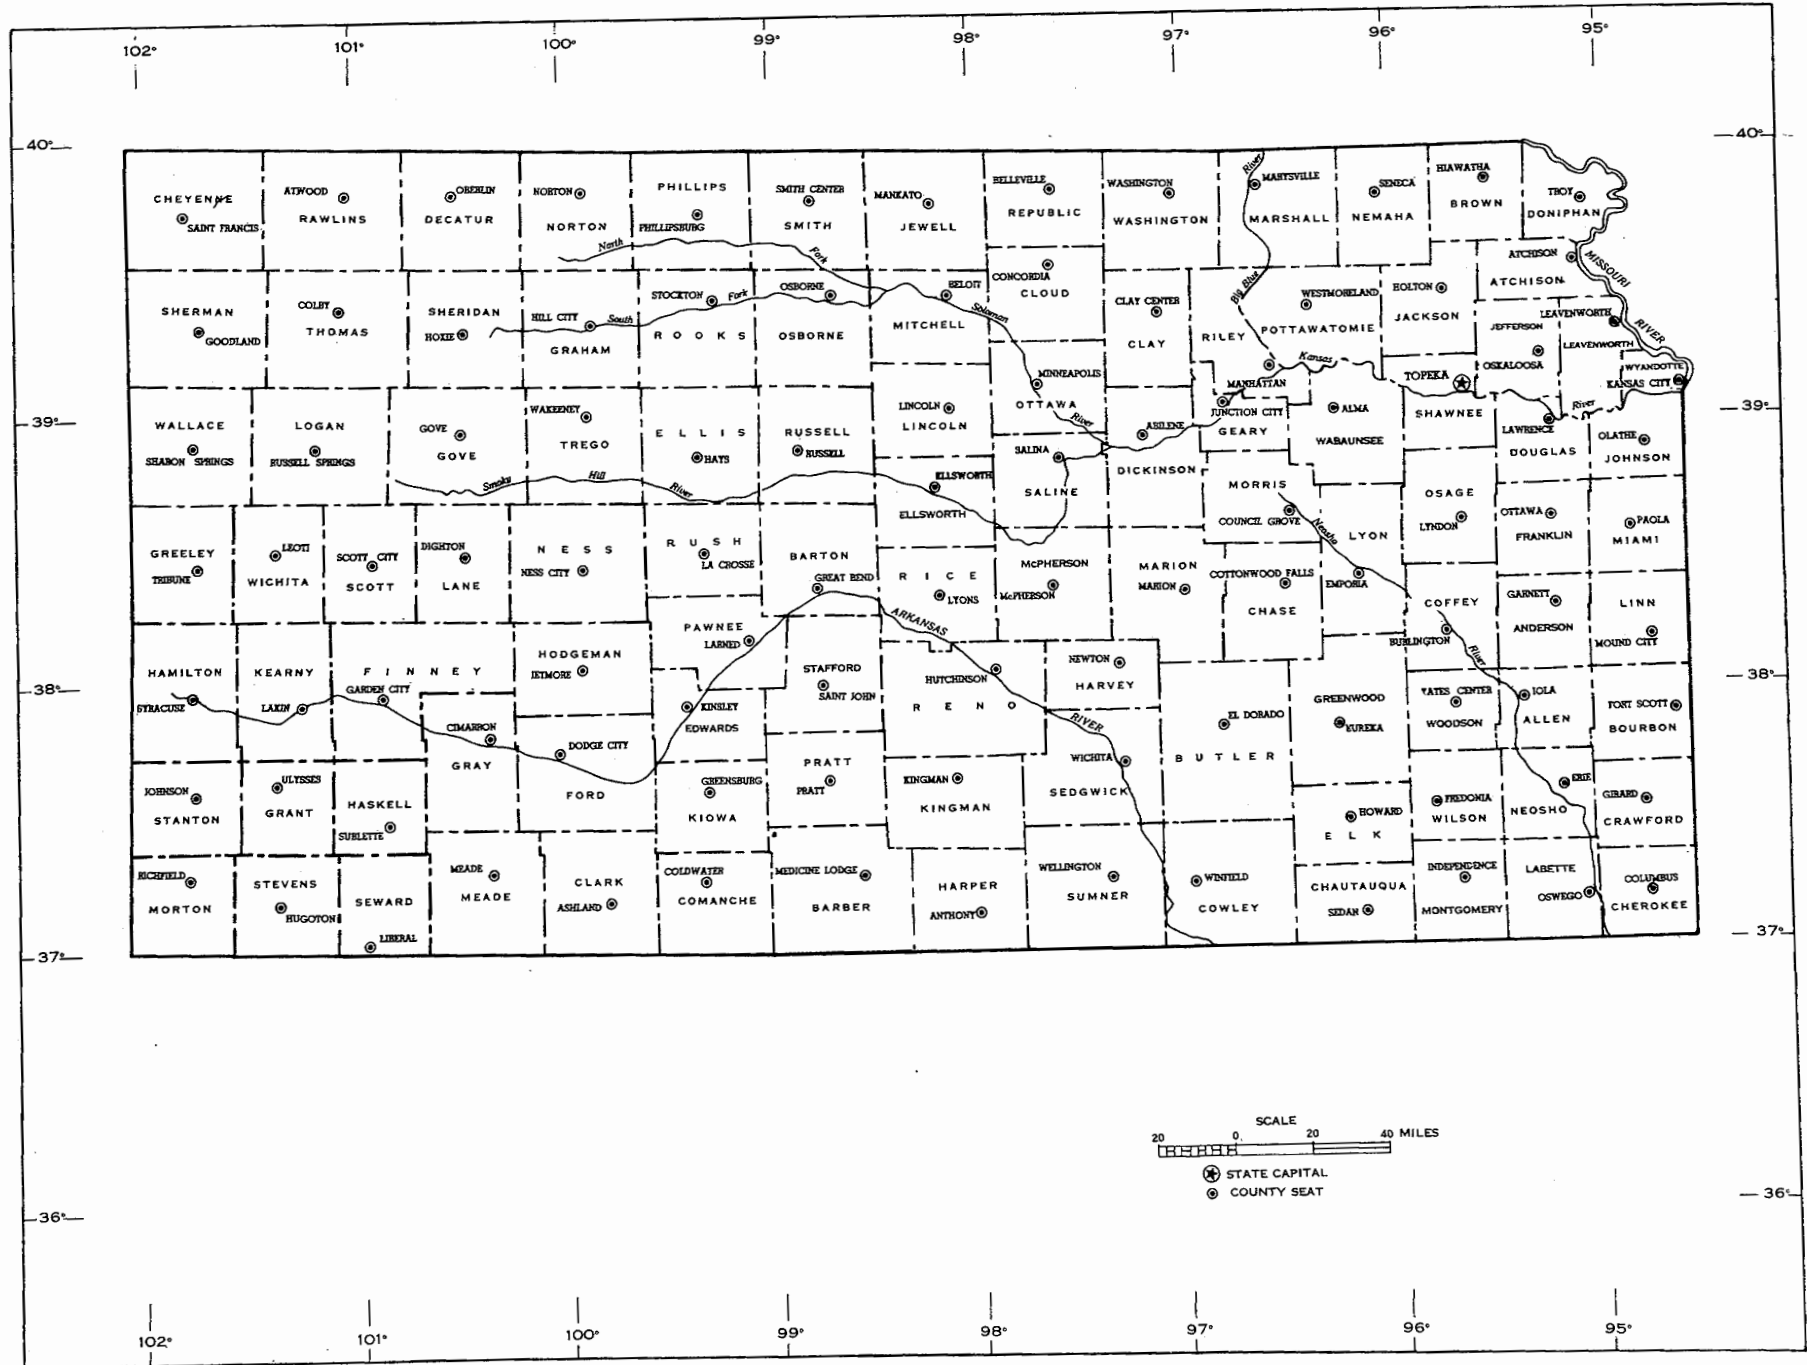 102° 101° 100° 99° 98° 97° 96° 95°
40° 40°
CHEYENNE
SAINT FRANCIS
ATWOOD
RAWLINS
OBERLIN
DECATUR
NORTON
NORTON
PHILLIPS
PHILLIPSBURG
SMITH CENTER
SMITH
MANKATO
JEWELL
BELLEVILLE
REPUBLIC
WASHINGTON
WASHINGTON
River
MARYSVILLE
MARSHALL
SENECA
NEMAHA
HIAWATHA
BROWN
TROY
DONIPHAN
North
Fork
SHERMAN
GOODLAND
COLBY
THOMAS
SHERIDAN
HOXIE
HILL CITY
GRAHAM
South
Fork
STOCKTON
ROOKS
OSBORNE
OSBORNE
BELOIT
MITCHELL
Solomon
CONCORDIA
CLOUD
CLAY CENTER
CLAY
RILEY
Big Blue
WESTMORELAND
POTTAWATOMIE
HOLTON
JACKSON
ATCHISON
ATCHISON
MISSOURI
RIVER
JEFFERSON
OSKALOOSA
LEAVENWORTH
LEAVENWORTH
WYANDOTTE
KANSAS CITY
MINNEAPOLIS
OTTAWA
River
MANHATTAN
Kansas
TOPEKA
SHAWNEE
River
39° 39°
WALLACE
SHARON SPRINGS
LOGAN
RUSSELL SPRINGS
GOVE
GOVE
WAKEENEY
TREGO
ELLIS
HAYS
RUSSELL
RUSSELL
LINCOLN
LINCOLN
Smoky
Hill
River
ELLSWORTH
ELLSWORTH
SALINA
SALINE
ABILENE
DICKINSON
JUNCTION CITY
GEARY
ALMA
WABAUNSEE
LAWRENCE
DOUGLAS
OLATHE
JOHNSON
MORRIS
COUNCIL GROVE
Neosho
LYON
EMPORIA
OSAGE
LYNDON
OTTAWA
FRANKLIN
PAOLA
MIAMI
GREELEY
TRIBUNE
LEOTI
WICHITA
SCOTT CITY
SCOTT
DIGHTON
LANE
NESS
NESS CITY
RUSH
LA CROSSE
BARTON
GREAT BEND
RICE
LYONS
McPHERSON
McPHERSON
MARION
MARION
COTTONWOOD FALLS
CHASE
COFFEY
BURLINGTON
River
GARNETT
ANDERSON
LINN
MOUND CITY
38° 38°
HAMILTON
SYRACUSE
KEARNY
LAKIN
FINNEY
GARDEN CITY
HODGEMAN
JETMORE
PAWNEE
LARNED
ARKANSAS
RIVER
STAFFORD
SAINT JOHN
HUTCHINSON
RENO
NEWTON
HARVEY
EL DORADO
BUTLER
GREENWOOD
EUREKA
YATES CENTER
WOODSON
IOLA
ALLEN
FORT SCOTT
BOURBON
CIMARRON
GRAY
DODGE CITY
FORD
KINSLEY
EDWARDS
PRATT
PRATT
KINGMAN
KINGMAN
WICHITA
SEDGWICK
JOHNSON
STANTON
ULYSSES
GRANT
HASKELL
SUBLETTE
GREENSBURG
KIOWA
HOWARD
ELK
FREDONIA
WILSON
ERIE
NEOSHO
GIRARD
CRAWFORD
RICHFIELD
MORTON
STEVENS
HUGOTON
SEWARD
LIBERAL
MEADE
MEADE
CLARK
ASHLAND
COLDWATER
COMANCHE
MEDICINE LODGE
BARBER
HARPER
ANTHONY
WELLINGTON
SUMNER
WINFIELD
COWLEY
CHAUTAUQUA
SEDAN
INDEPENDENCE
MONTGOMERY
LABETTE
OSWEGO
COLUMBUS
CHEROKEE
37° 37°
SCALE
20 0 20 40 MILES
STATE CAPITAL
COUNTY SEAT
36° 36°
102° 101° 100° 99° 98° 97° 96° 95°